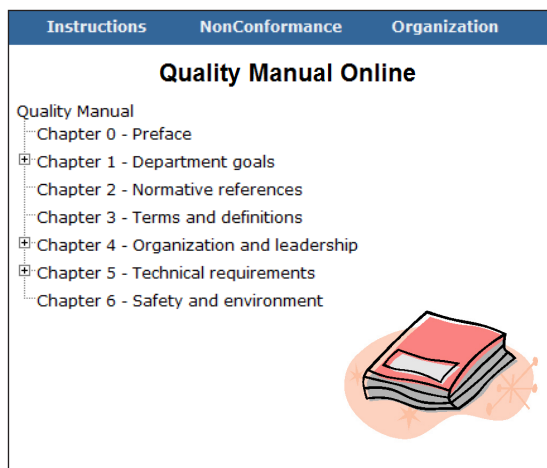 Instructions NonConformance Organization
Quality Manual Online
Quality Manual
Chapter 0 - Preface
Chapter 1 - Department goals
Chapter 2 - Normative references
Chapter 3 - Terms and definitions
Chapter 4 - Organization and leadership
Chapter 5 - Technical requirements
Chapter 6 - Safety and environment